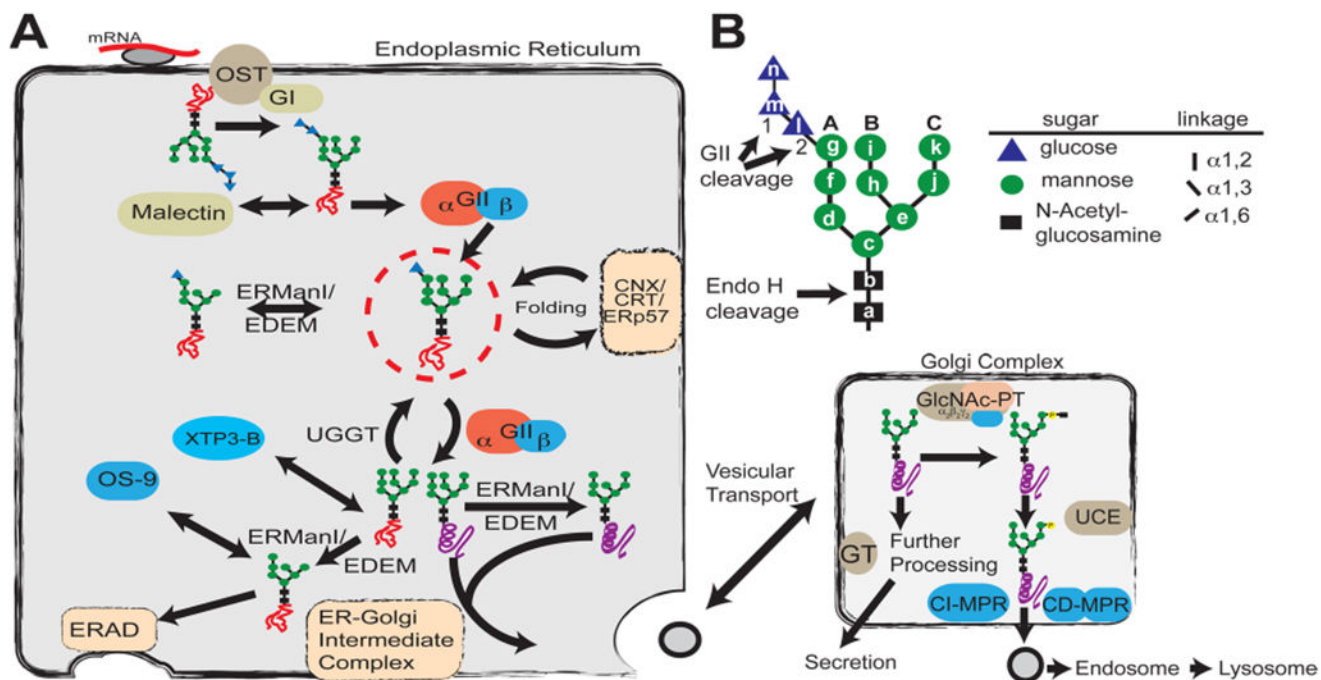 A
mRNA
Endoplasmic Reticulum
OST
GI
Malectin
αGII β
ERManI/
EDEM
Folding
CNX/
CRT/
ERp57
UGGT
α GII β
XTP3-B
OS-9
ERManI/
EDEM
ERManI/
EDEM
ERAD
ER-Golgi
Intermediate
Complex
B
n
m
l
1
2
A B C
g i k
f h j
d e
c
b
a
GII
cleavage
Endo H
cleavage
sugar linkage
glucose α1,2
mannose α1,3
N-Acetyl-
glucosamine α1,6
Golgi Complex
GlcNAc-PT
α₂β₂γ₂
P
Vesicular
Transport
UCE
P
GT
Further
Processing
CI-MPR
CD-MPR
Secretion
Endosome Lysosome